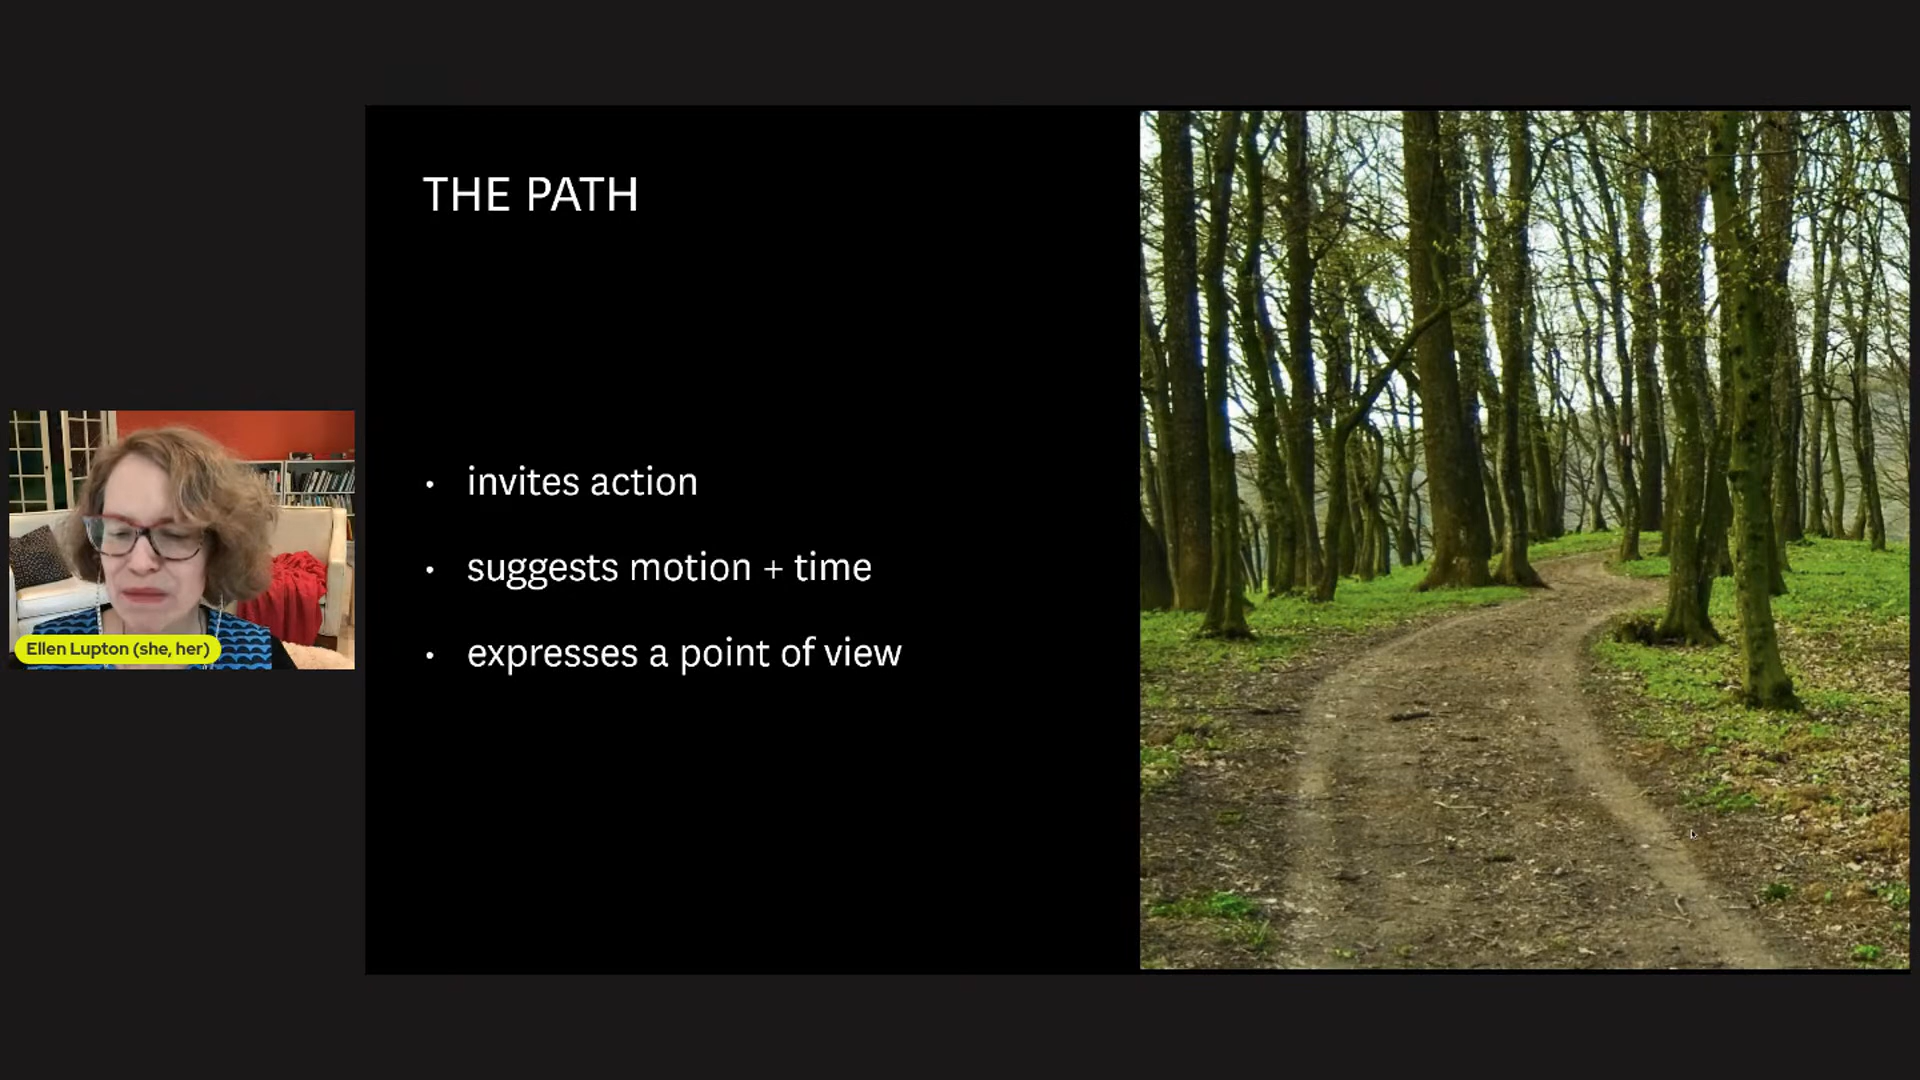 THE PATH
• invites action
• suggests motion + time
• expresses a point of view
Ellen Lupton (she, her)